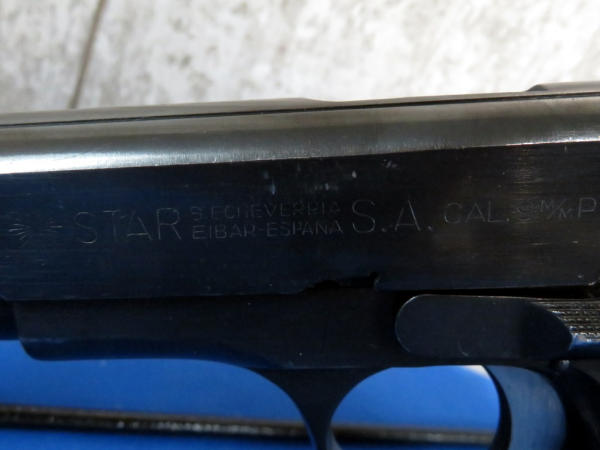 STAR B.ECHEVERRIA S.A. CAL. M/M P
EIBAR-ESPAÑA